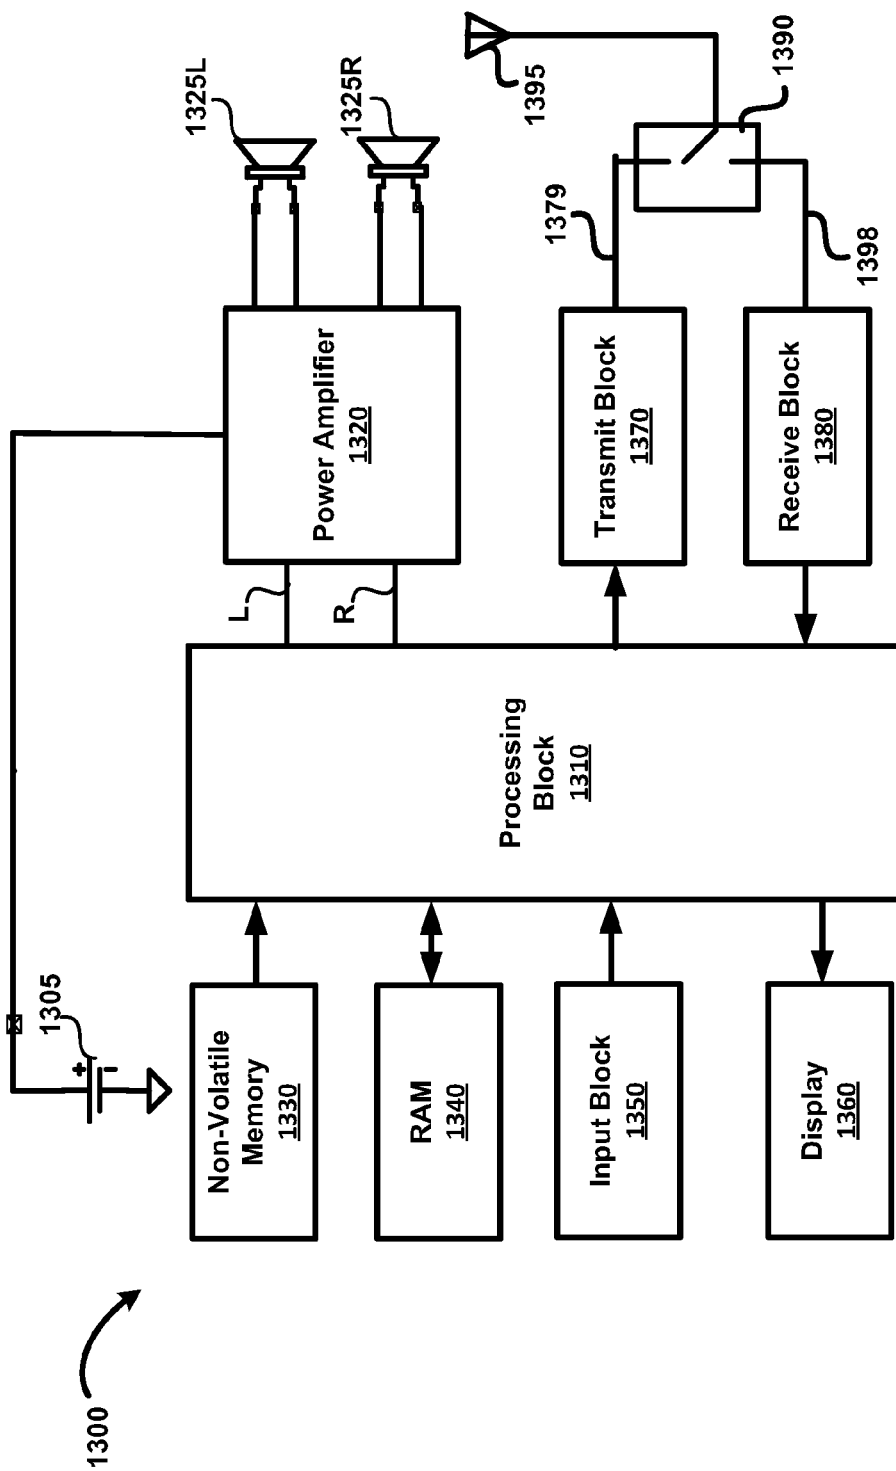 1300
1305
+
-
Non-Volatile
Memory
1330
RAM
1340
Input Block
1350
Display
1360
Processing
Block
1310
L
R
Power Amplifier
1320
1325L
1325R
Transmit Block
1370
Receive Block
1380
1379
1398
1390
1395